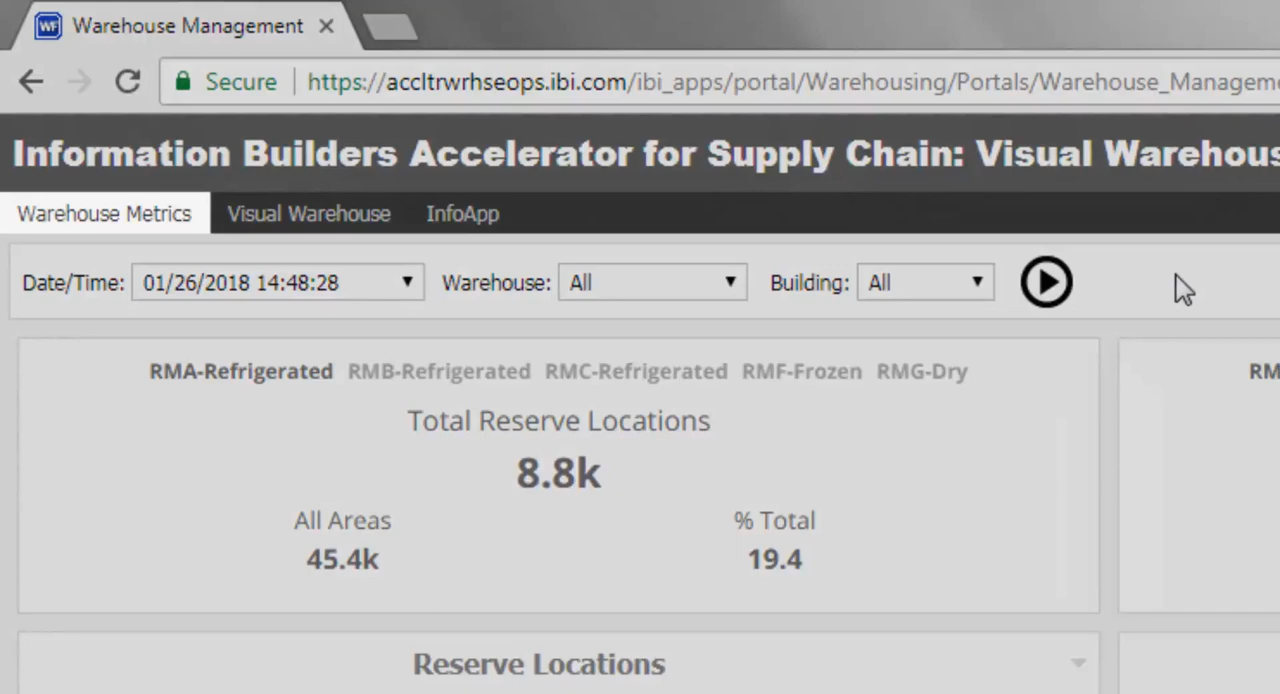 WF Warehouse Management
Secure https://accltrwrhseops.ibi.com/ibi_apps/portal/Warehousing/Portals/Warehouse_Managem
Information Builders Accelerator for Supply Chain: Visual Warehous
Warehouse Metrics Visual Warehouse InfoApp
Date/Time: 01/26/2018 14:48:28 Warehouse: All Building: All
RMA-Refrigerated RMB-Refrigerated RMC-Refrigerated RMF-Frozen RMG-Dry RM
Total Reserve Locations
8.8k
All Areas % Total
45.4k 19.4
Reserve Locations